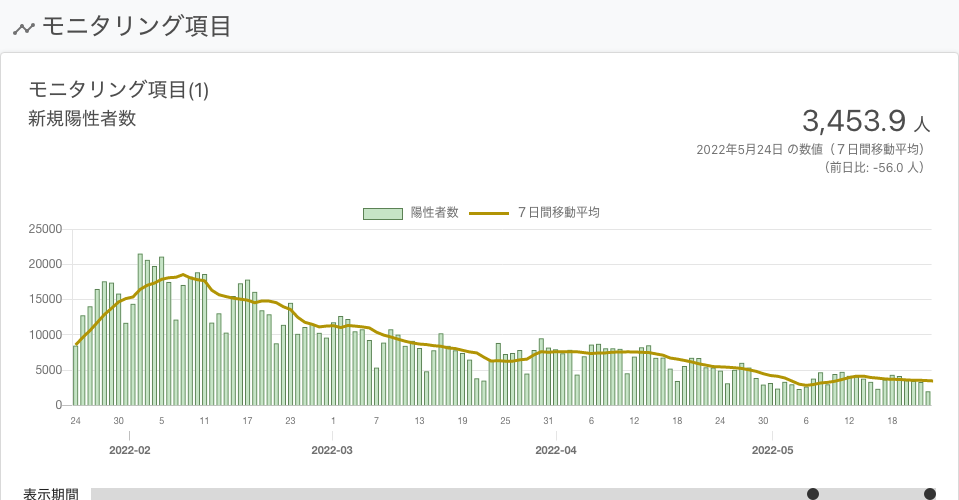 モニタリング項目
モニタリング項目(1)
新規陽性者数
3,453.9 人
2022年5月24日 の数値（７日間移動平均）
（前日比: -56.0 人）
陽性者数 ７日間移動平均
25000
20000
15000
10000
5000
0
24 30 5 11 17 23 1 7 13 19 25 31 6 12 18 24 30 6 12 18
2022-02 2022-03 2022-04 2022-05
表示期間